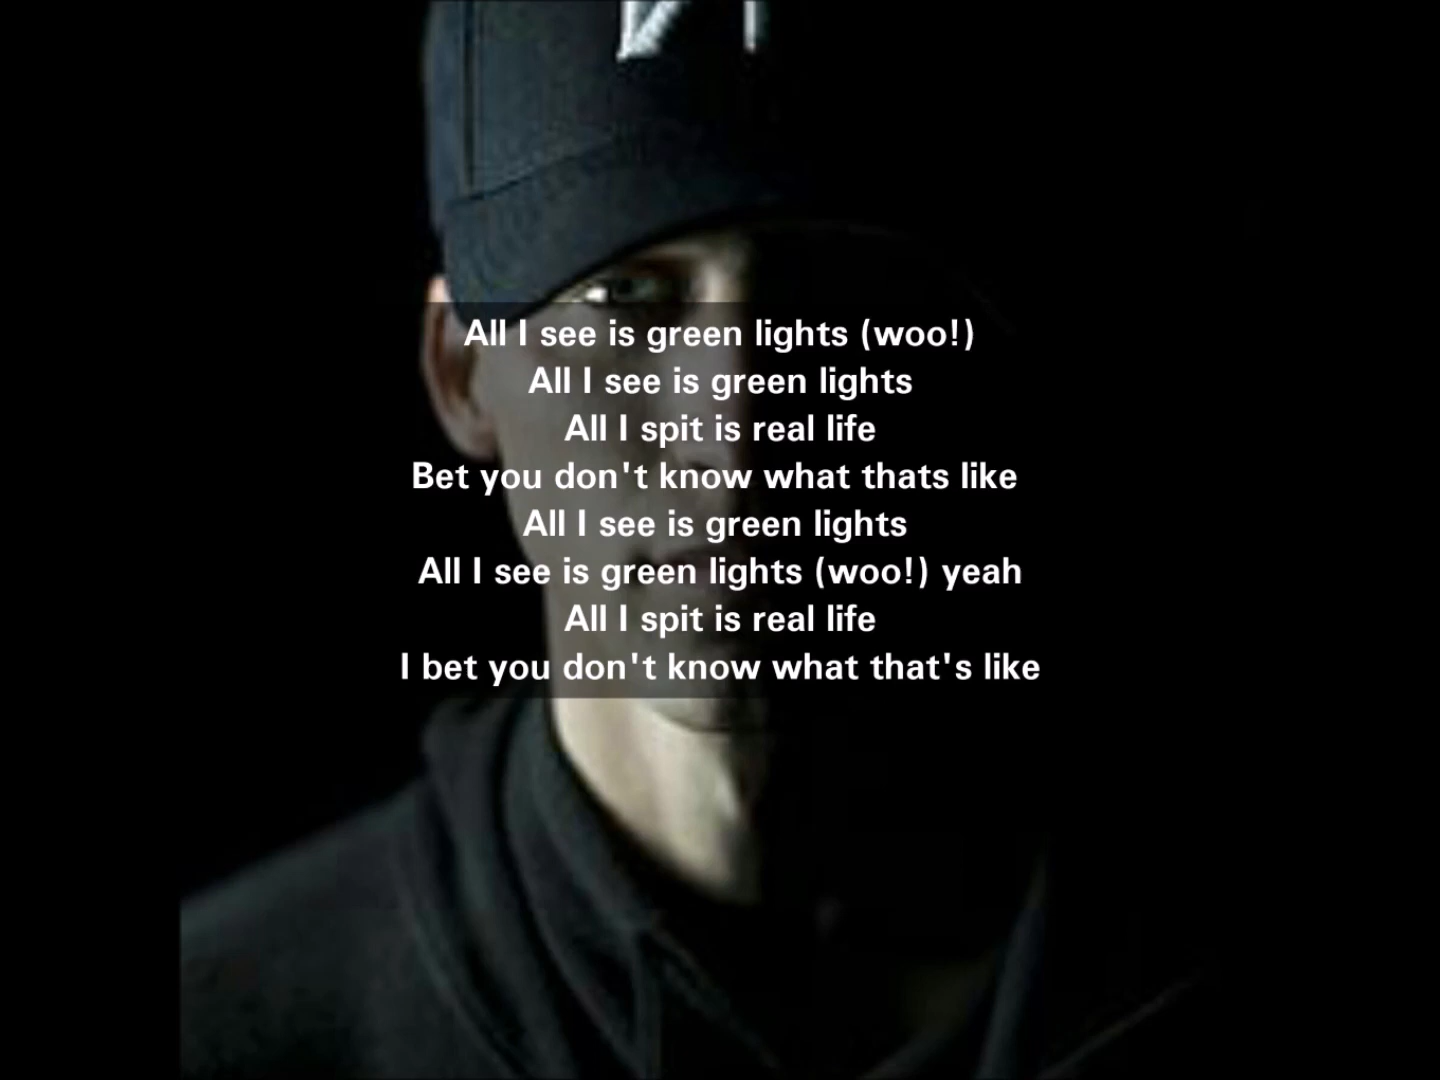 All I see is green lights (woo!)
All I see is green lights
All I spit is real life
Bet you don't know what thats like
All I see is green lights
All I see is green lights (woo!) yeah
All I spit is real life
I bet you don't know what that's like